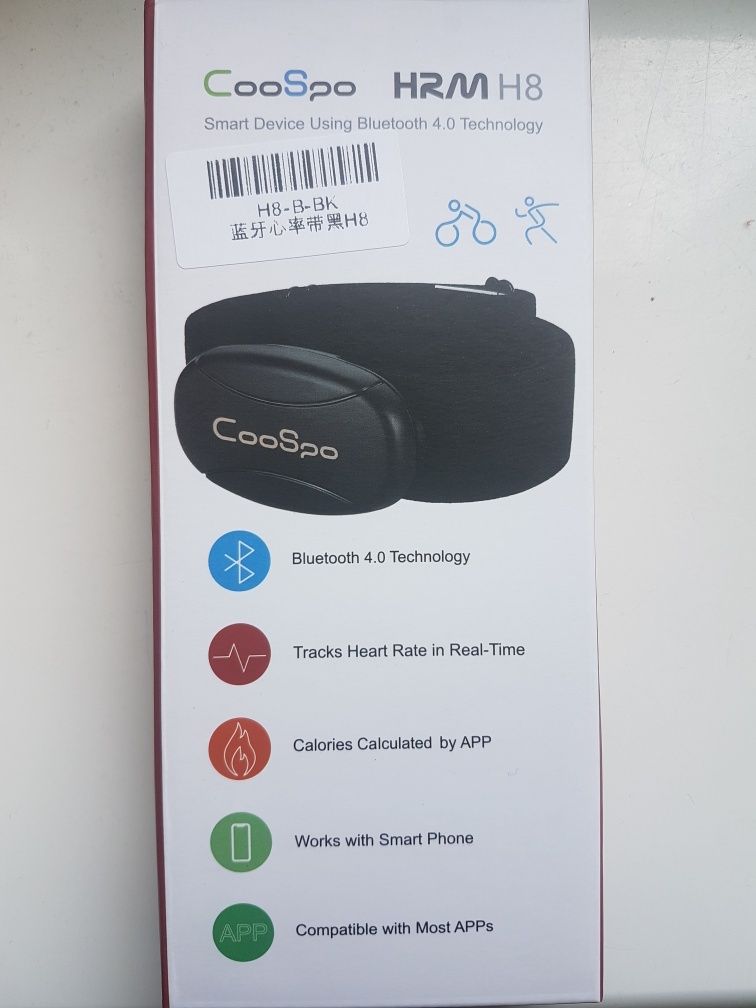 CooSpo HRM H8
Smart Device Using Bluetooth 4.0 Technology
H8-B-BK
蓝牙心率带黑H8
CooSpo
Bluetooth 4.0 Technology
Tracks Heart Rate in Real-Time
Calories Calculated by APP
Works with Smart Phone
APP
Compatible with Most APPs